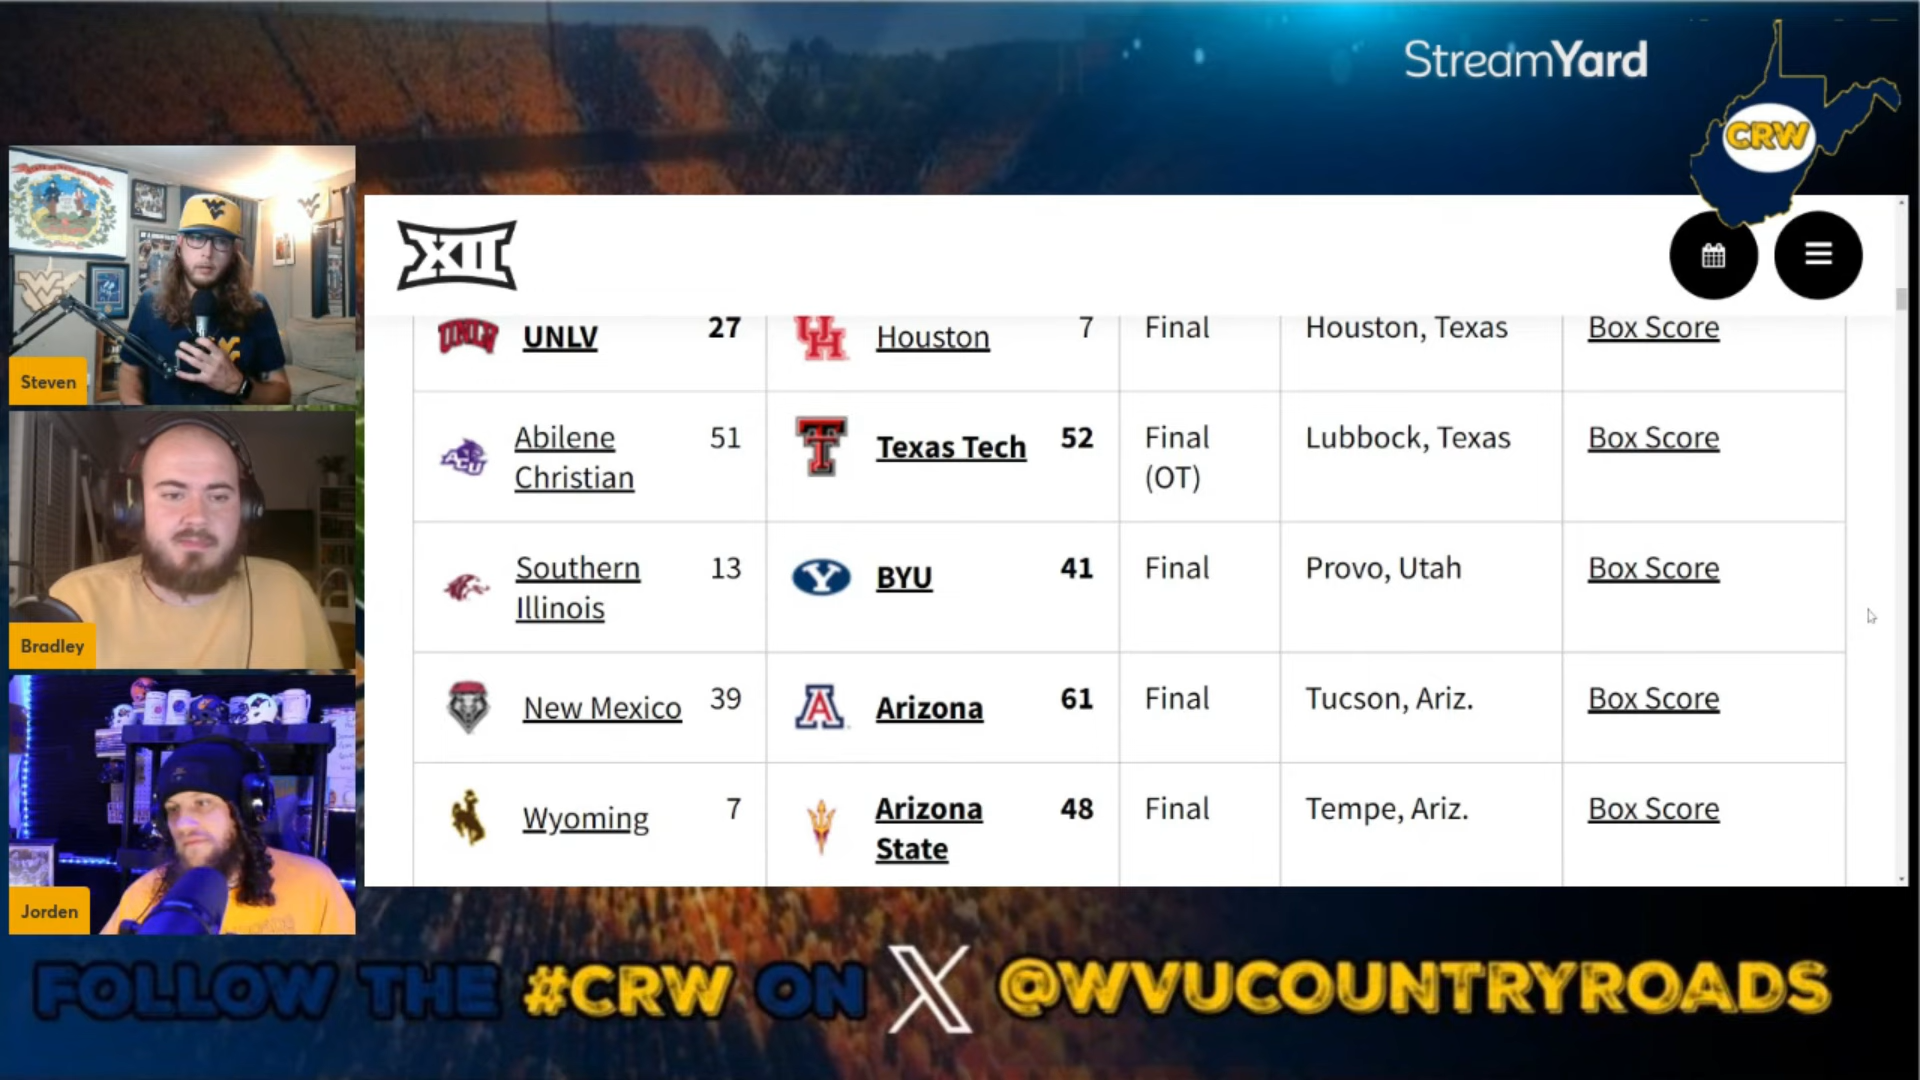 StreamYard
CRW
XII
UNLV 27 UH Houston 7 Final Houston, Texas Box Score
Abilene Christian 51 Texas Tech 52 Final (OT) Lubbock, Texas Box Score
Southern Illinois 13 Y BYU 41 Final Provo, Utah Box Score
New Mexico 39 A Arizona 61 Final Tucson, Ariz. Box Score
Wyoming 7 Arizona State 48 Final Tempe, Ariz. Box Score
Steven
Bradley
Jorden
FOLLOW THE #CRW ON X @WVUCOUNTRYROADS